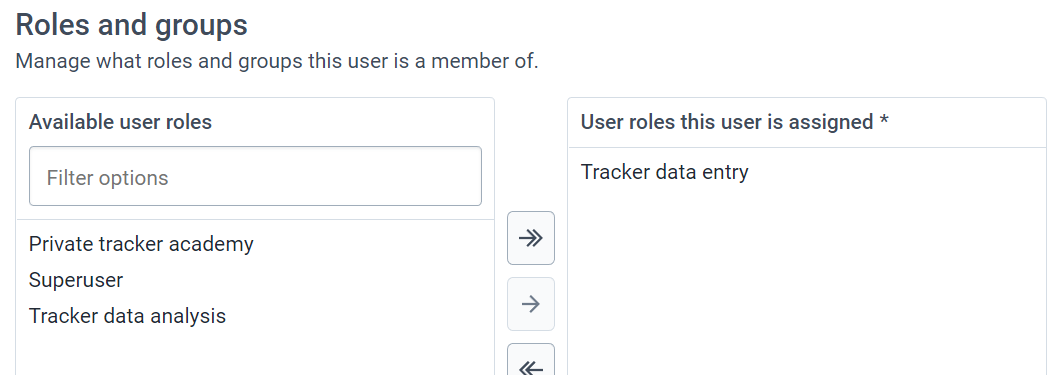 Roles and groups
Manage what roles and groups this user is a member of.
Available user roles
Filter options
Private tracker academy
Superuser
Tracker data analysis
User roles this user is assigned *
Tracker data entry